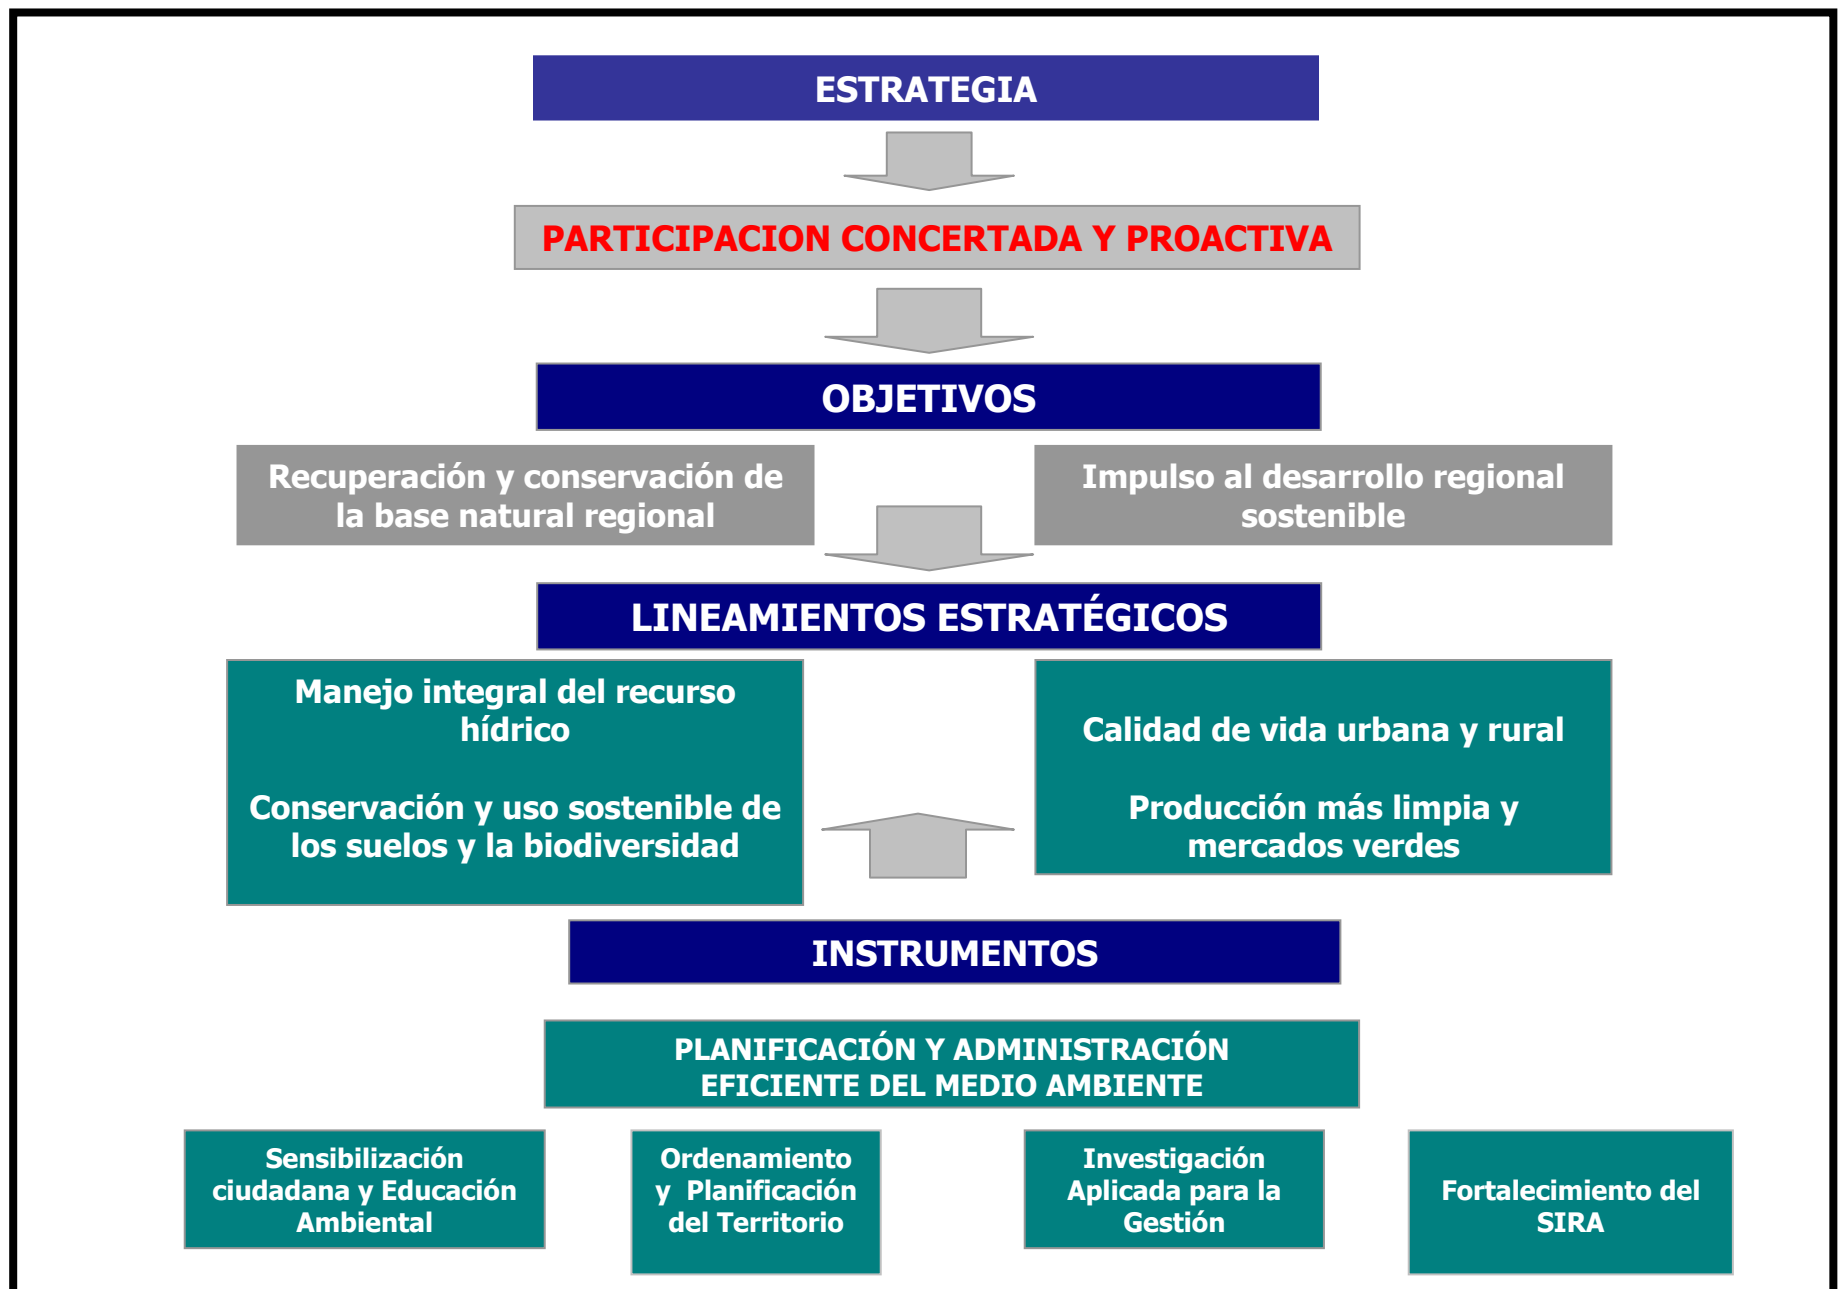 ESTRATEGIA
PARTICIPACION CONCERTADA Y PROACTIVA
OBJETIVOS
Recuperación y conservación de
la base natural regional
Impulso al desarrollo regional
sostenible
LINEAMIENTOS ESTRATÉGICOS
Manejo integral del recurso
hídrico
Conservación y uso sostenible de
los suelos y la biodiversidad
Calidad de vida urbana y rural
Producción más limpia y
mercados verdes
INSTRUMENTOS
PLANIFICACIÓN Y ADMINISTRACIÓN
EFICIENTE DEL MEDIO AMBIENTE
Sensibilización
ciudadana y Educación
Ambiental
Ordenamiento
y Planificación
del Territorio
Investigación
Aplicada para la
Gestión
Fortalecimiento del
SIRA